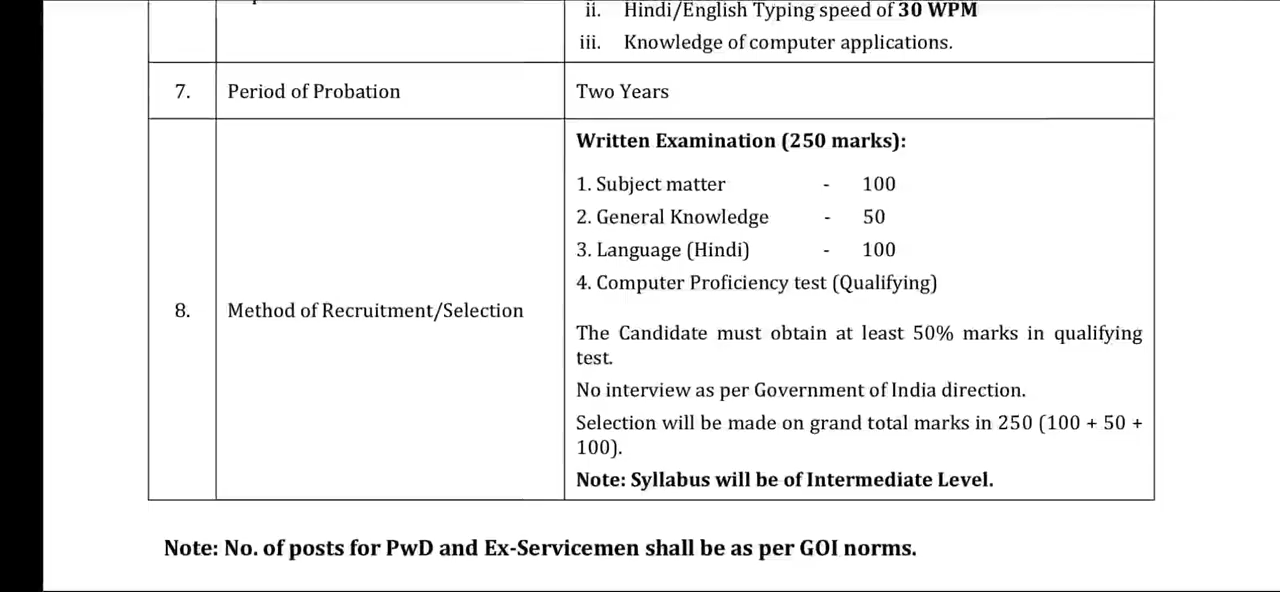 ii. Hindi/English Typing speed of 30 WPM
iii. Knowledge of computer applications.
7. Period of Probation Two Years
Written Examination (250 marks):
1. Subject matter - 100
2. General Knowledge - 50
3. Language (Hindi) - 100
4. Computer Proficiency test (Qualifying)
8. Method of Recruitment/Selection
The Candidate must obtain at least 50% marks in qualifying
test.
No interview as per Government of India direction.
Selection will be made on grand total marks in 250 (100 + 50 +
100).
Note: Syllabus will be of Intermediate Level.
Note: No. of posts for PwD and Ex-Servicemen shall be as per GOI norms.